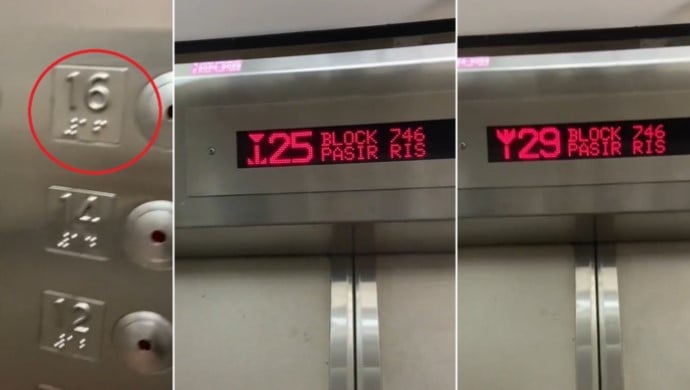 16
14
12
25 BLOCK 746
PASIR RIS
29 BLOCK 746
PASIR RIS